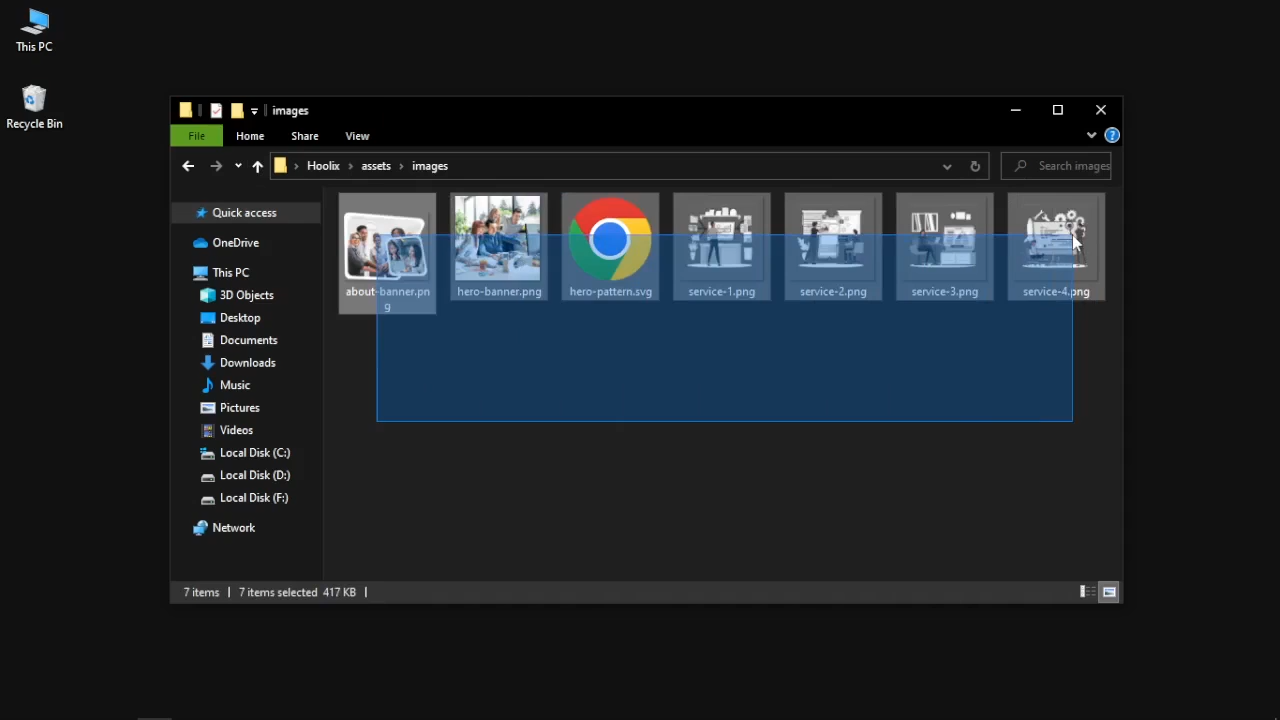 This PC
Recycle Bin
images
File
Home
Share
View
Hoolix
assets
images
Search images
Quick access
OneDrive
This PC
3D Objects
Desktop
Documents
Downloads
Music
Pictures
Videos
Local Disk (C:)
Local Disk (D:)
Local Disk (F:)
Network
about-banner.pn
g
hero-banner.png
hero-pattern.svg
service-1.png
service-2.png
service-3.png
service-4.png
7 items
7 items selected 417 KB